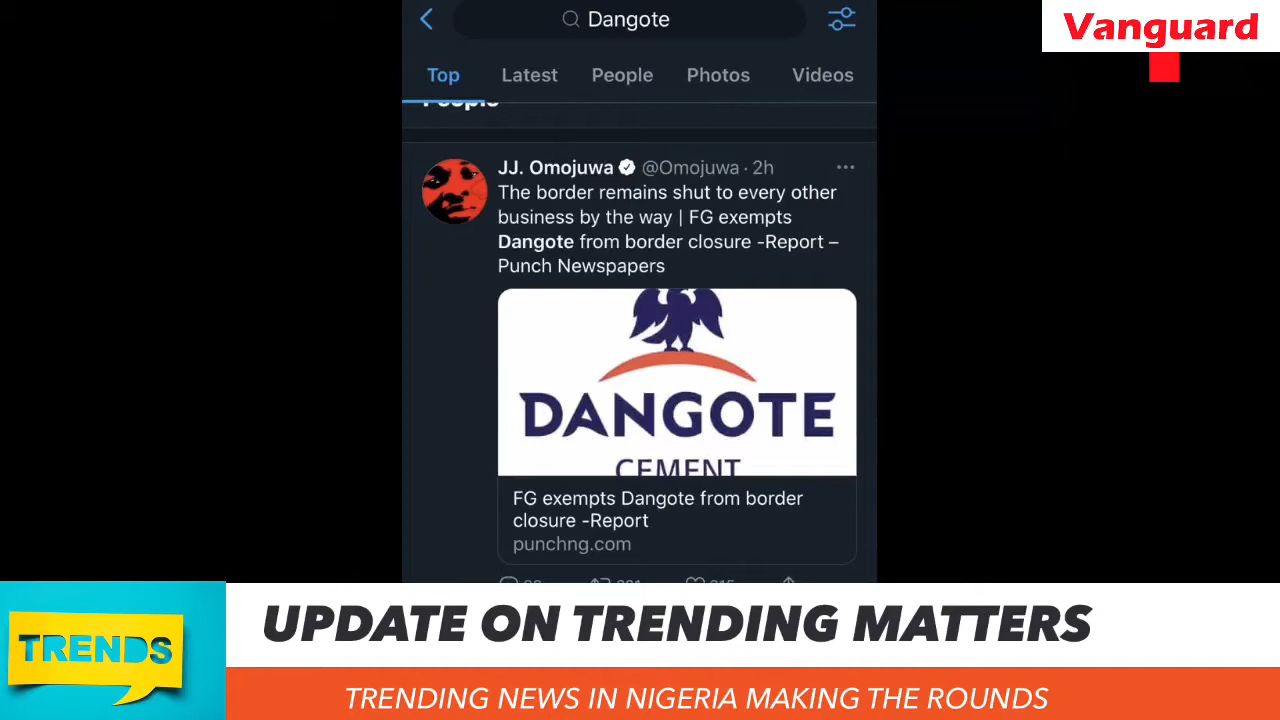 Dangote
Vanguard
Top Latest People Photos Videos
People
JJ. Omojuwa @Omojuwa · 2h
The border remains shut to every other
business by the way | FG exempts
Dangote from border closure -Report –
Punch Newspapers
DANGOTE
CEMENT
FG exempts Dangote from border
closure -Report
punchng.com
TRENDS
UPDATE ON TRENDING MATTERS
TRENDING NEWS IN NIGERIA MAKING THE ROUNDS